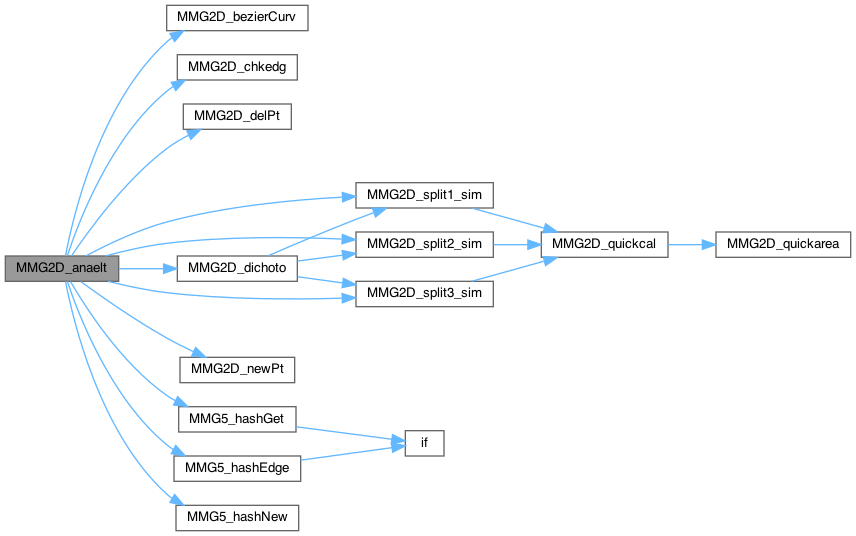 MMG2D_bezierCurv
MMG2D_chkedg
MMG2D_delPt
MMG2D_split1_sim
MMG2D_split2_sim
MMG2D_quickcal
MMG2D_quickarea
MMG2D_anaelt
MMG2D_dichoto
MMG2D_split3_sim
MMG2D_newPt
MMG5_hashGet
if
MMG5_hashEdge
MMG5_hashNew